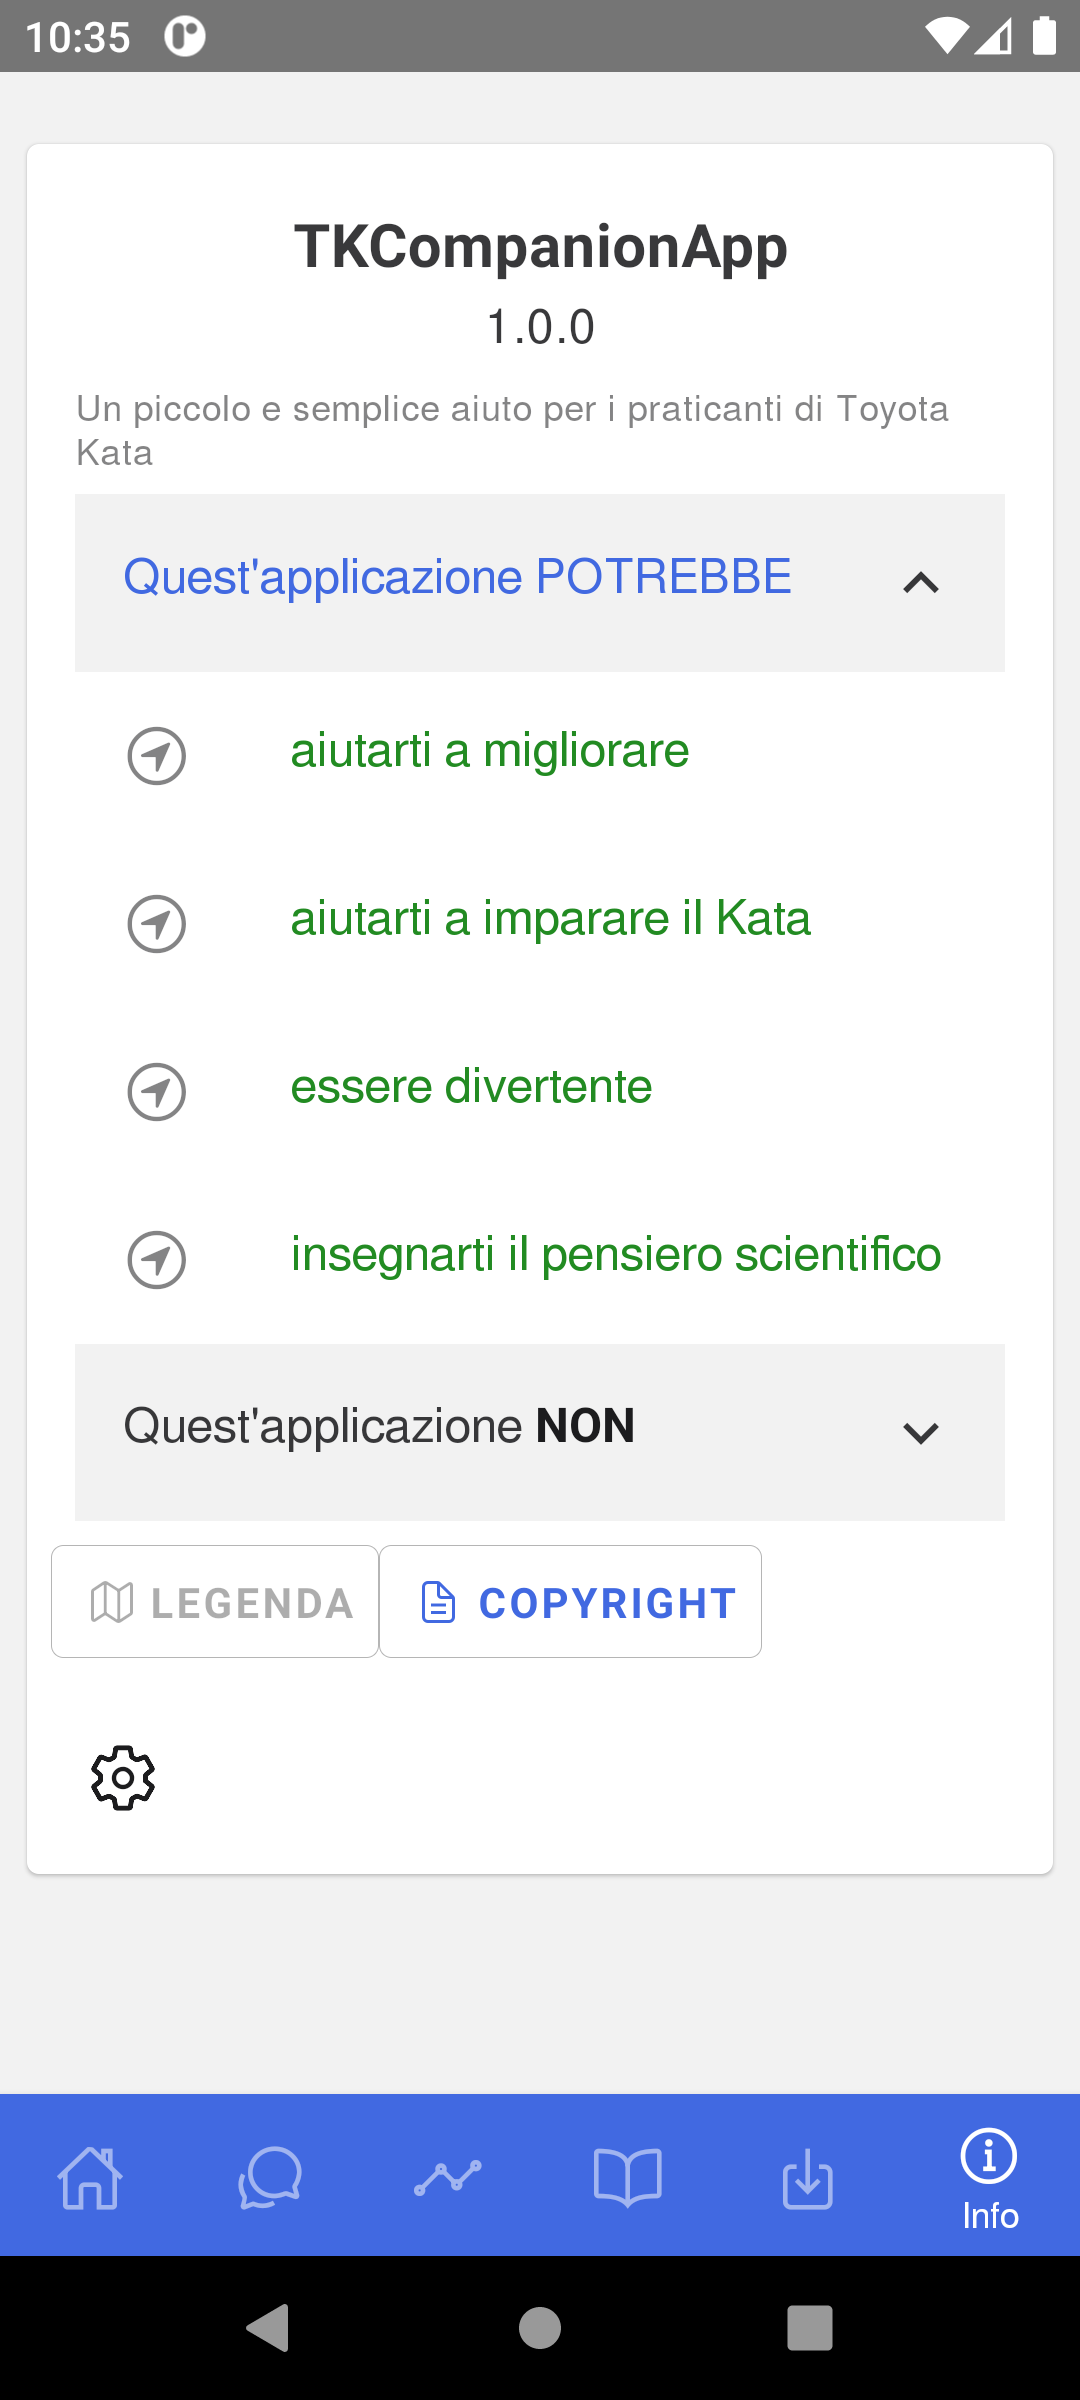 10:35
TKCompanionApp
1.0.0
Un piccolo e semplice aiuto per i praticanti di Toyota
Kata
Quest'applicazione POTREBBE
aiutarti a migliorare
aiutarti a imparare il Kata
essere divertente
insegnarti il pensiero scientifico
Quest'applicazione NON
LEGENDA COPYRIGHT
Info